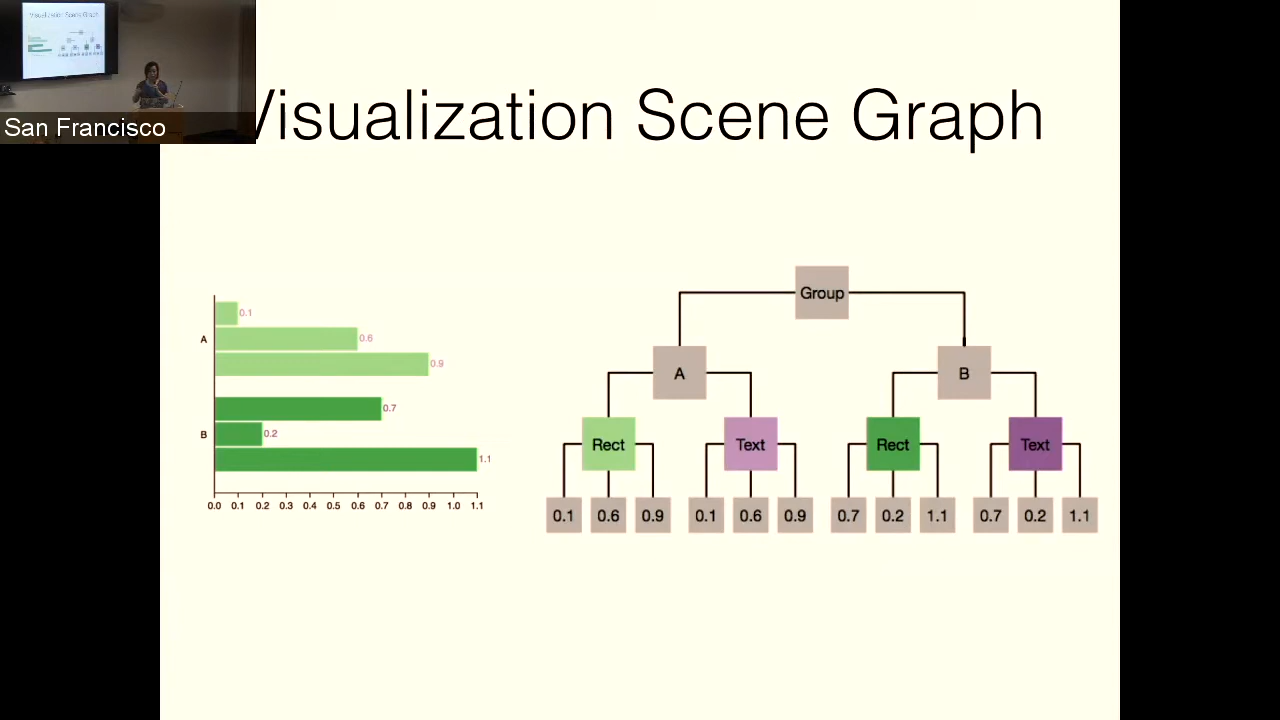 Visualization Scene Graph
San Francisco
Visualization Scene Graph
0.1
A
0.6
0.9
0.7
B
0.2
1.1
0.0 0.1 0.2 0.3 0.4 0.5 0.6 0.7 0.8 0.9 1.0 1.1
Group
A B
Rect Text Rect Text
0.1 0.6 0.9 0.1 0.6 0.9 0.7 0.2 1.1 0.7 0.2 1.1